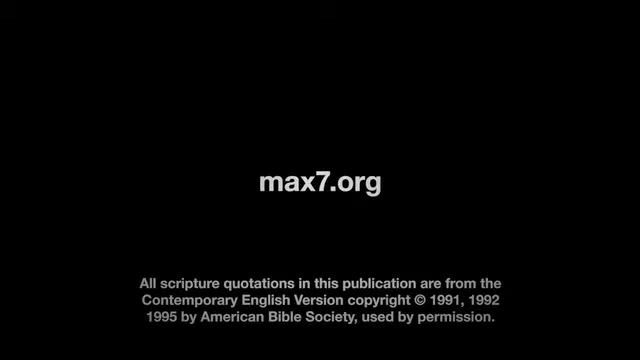 max7.org
All scripture quotations in this publication are from the
Contemporary English Version copyright © 1991, 1992
1995 by American Bible Society, used by permission.